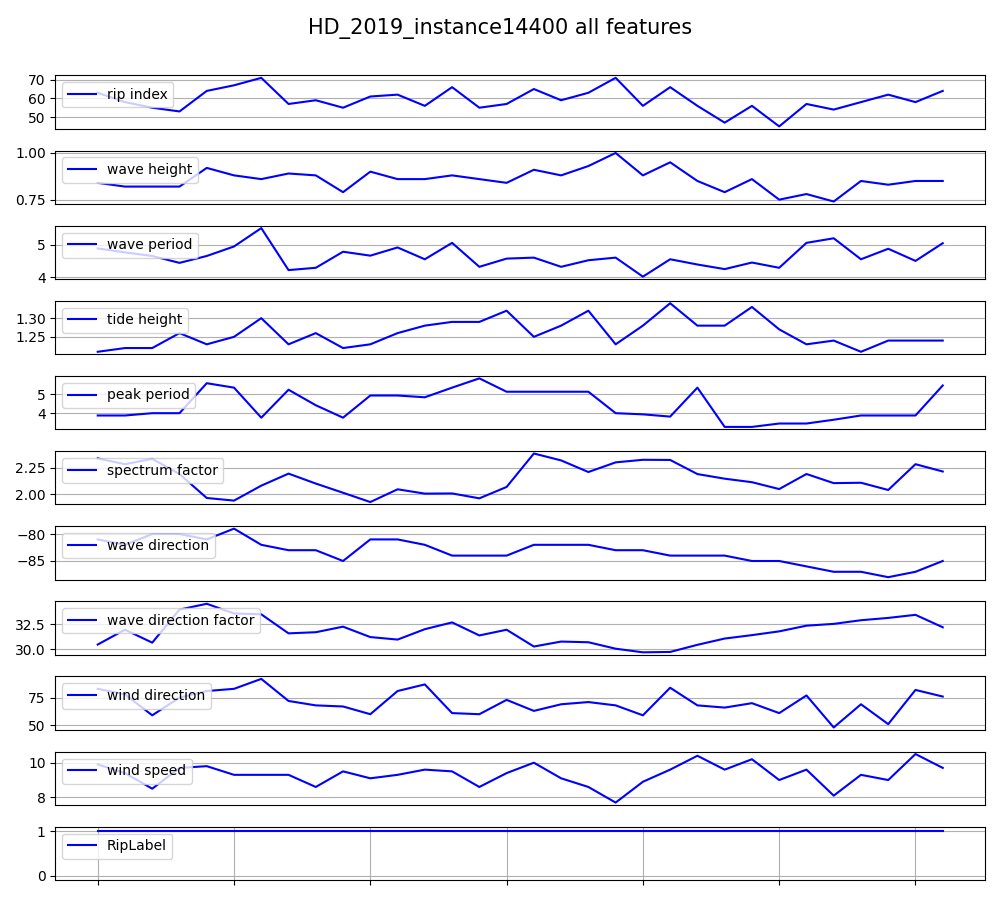 HD_2019_instance14400 all features
70
60
50
rip index
1.00
0.75
wave height
5
4
wave period
1.30
1.25
tide height
5
4
peak period
2.25
2.00
spectrum factor
−80
−85
wave direction
32.5
30.0
wave direction factor
75
50
wind direction
10
8
wind speed
1
0
RipLabel